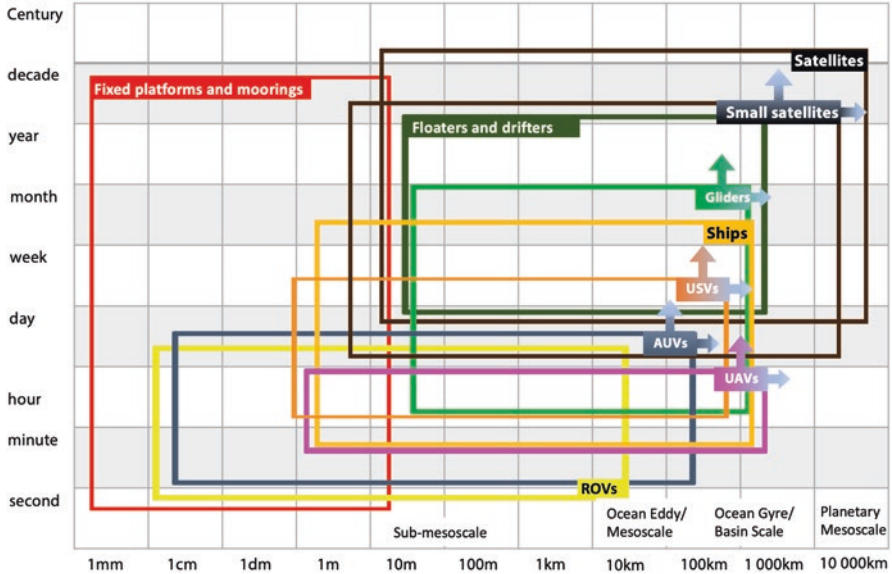 Century
decade
year
month
week
day
hour
minute
second
Satellites
Fixed platforms and moorings
Small satellites
Floaters and drifters
Gliders
Ships
USVs
AUVs
UAVs
ROVs
Sub-mesoscale
Ocean Eddy/
Mesoscale
Ocean Gyre/
Basin Scale
Planetary
Mesoscale
1mm 1cm 1dm 1m 10m 100m 1km 10km 100km 1 000km 10 000km